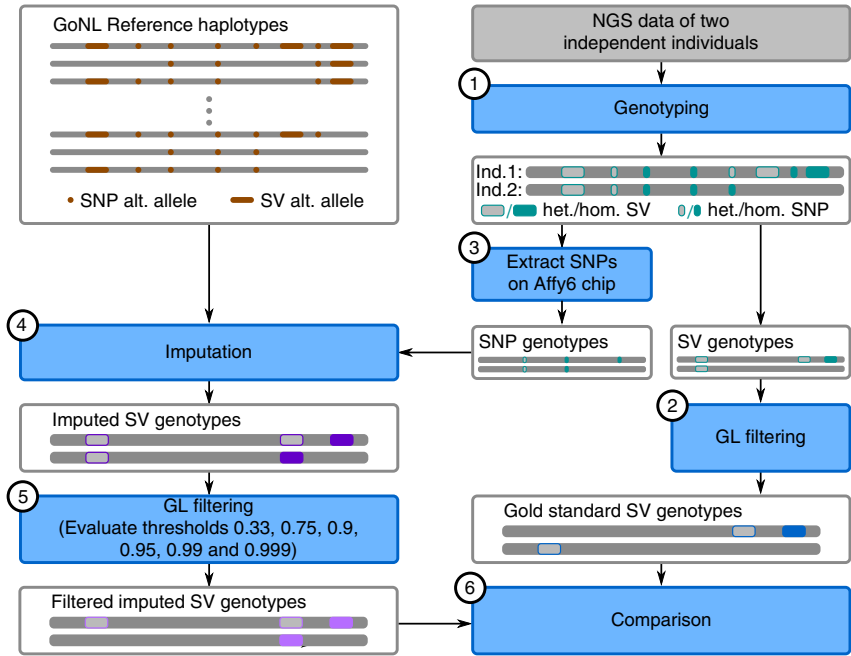 GoNL Reference haplotypes
SNP alt. allele
SV alt. allele
NGS data of two
independent individuals
1
Genotyping
Ind.1:
Ind.2:
/ het./hom. SV
/ het./hom. SNP
3
Extract SNPs
on Affy6 chip
4
Imputation
SNP genotypes
SV genotypes
2
GL filtering
Imputed SV genotypes
5
GL filtering
(Evaluate thresholds 0.33, 0.75, 0.9,
0.95, 0.99 and 0.999)
Gold standard SV genotypes
Filtered imputed SV genotypes
6
Comparison